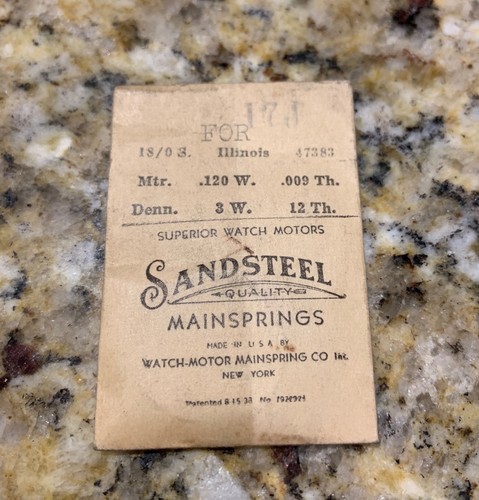 17J
FOR
18/0 S. Illinois 47383
Mtr. .120 W. .009 Th.
Denn. 3 W. 12 Th.
SUPERIOR WATCH MOTORS
SANDSTEEL
QUALITY
MAINSPRINGS
MADE IN U.S.A. BY
WATCH-MOTOR MAINSPRING CO Inc.
NEW YORK
Patented 8 15 33 No